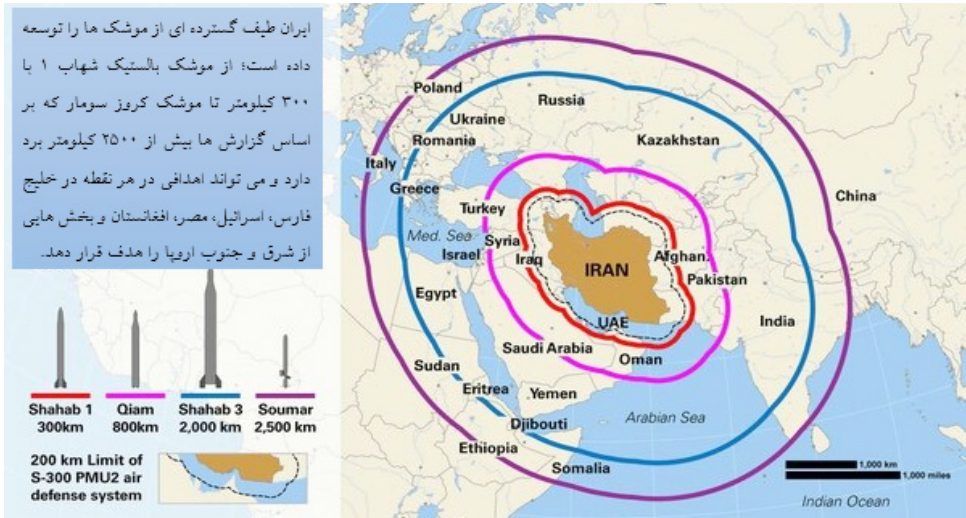 ایران طیف گسترده ای از موشک ها را توسعه
داده است؛ از موشک بالستیک شهاب ۱ با
۳۰۰ کیلومتر تا موشک کروز سومار که بر
اساس گزارش ها بیش از ۲۵۰۰ کیلومتر برد
دارد و می تواند اهدافی در هر نقطه در خلیج
فارس، اسرائیل، مصر، افغانستان و بخش هایی
از شرق و جنوب اروپا را هدف قرار دهد.
Poland
Russia
Ukraine
Kazakhstan
Romania
Italy
China
Greece
Turkey
Med. Sea
Syria
Israel
Iraq
Afghan.
IRAN
Pakistan
Egypt
UAE
India
Saudi Arabia
Oman
Sudan
Eritrea
Yemen
Arabian Sea
Djibouti
Ethiopia
Somalia
Shahab 1
300km
Qiam
800km
Shahab 3
2,000 km
Soumar
2,500 km
200 km Limit of
S-300 PMU2 air
defense system
1,000 km
1,000 miles
Indian Ocean